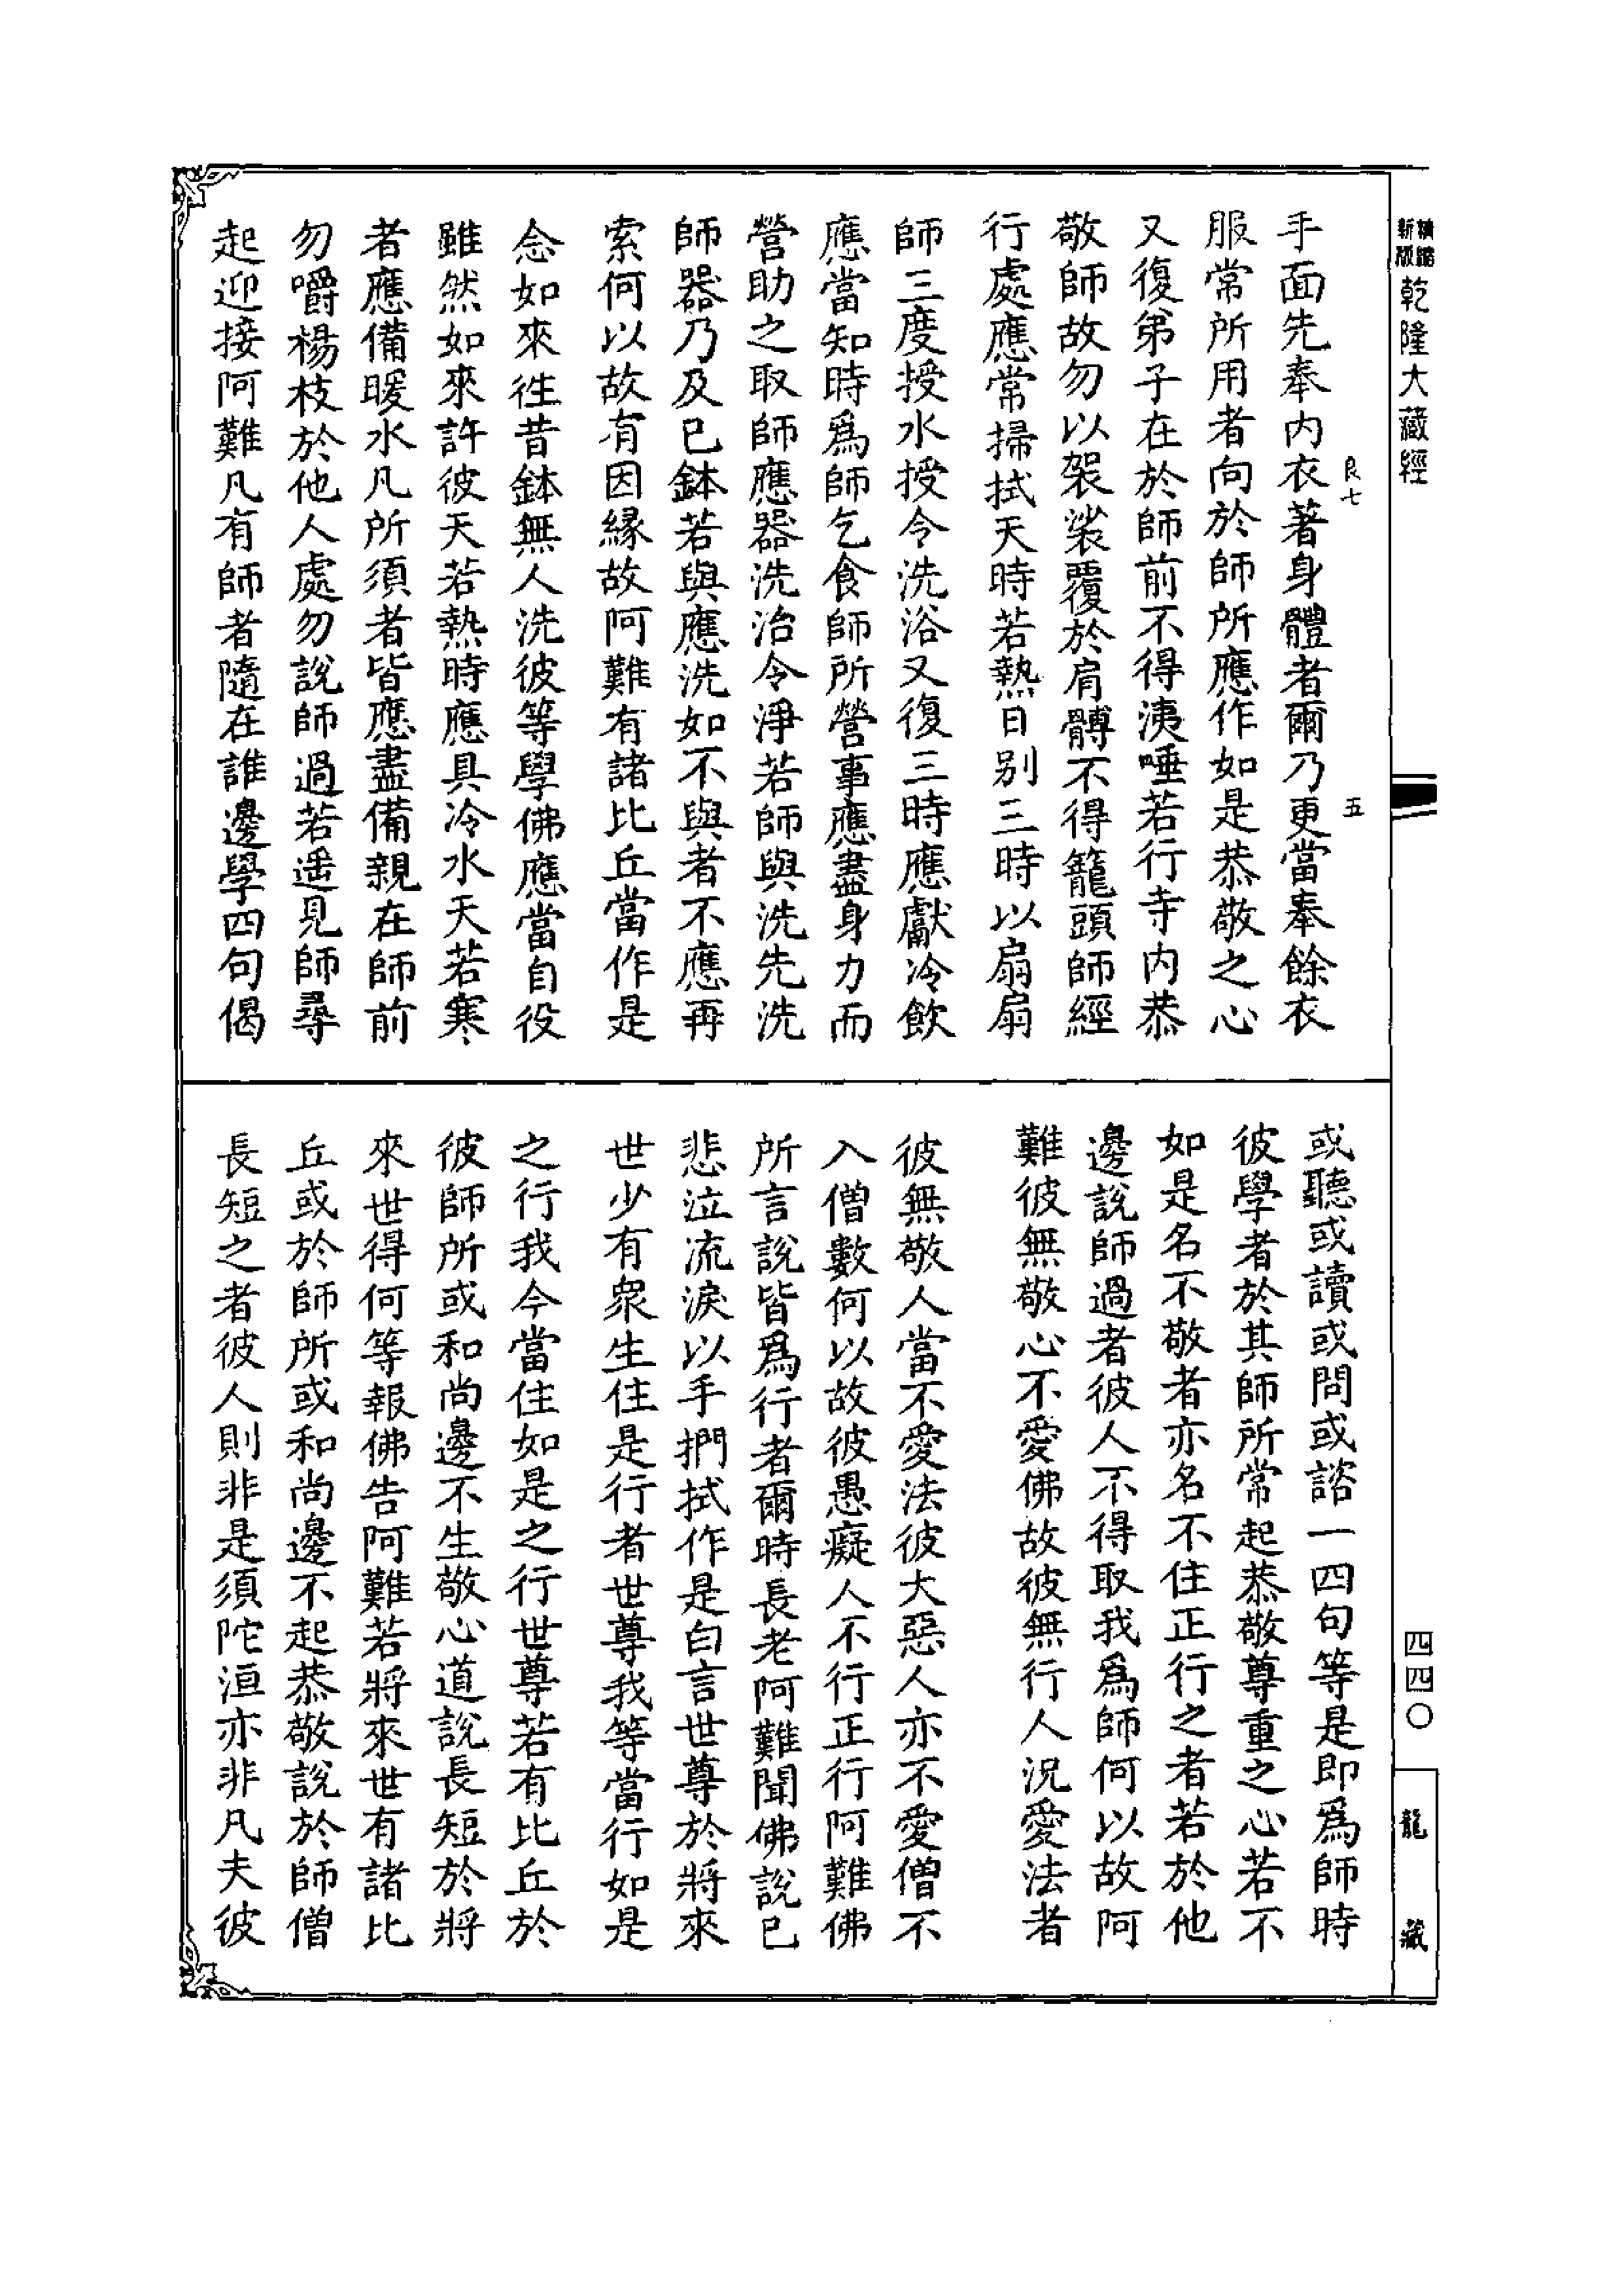 精縮
新版
乾隆大藏經
良七
五
手面先奉内衣著身體者爾乃更當奉餘衣
服常所用者向於師所應作如是恭敬之心
又復弟子在於師前不得洟唾若行寺内恭
敬師故勿以袈裟覆於肩髆不得籠頭師經
行處應常掃拭天時若熱日別三時以扇扇
師三度授水授令洗浴又復三時應獻冷飲
應當知時爲師乞食師所營事應盡身力而
營助之取師應器洗治令淨若師與洗先洗
師器乃及已鉢若與應洗如不與者不應再
索何以故有因緣故阿難有諸比丘當作是
念如來徃昔鉢無人洗彼等學佛應當自役
雖然如來許彼天若熱時應具冷水天若寒
者應備暖水凡所須者皆應盡備親在師前
勿嚼楊枝於他人處勿說師過若遥見師尋
起迎接阿難凡有師者隨在誰邊學四句偈
或聽或讀或問或諮一四句等是即爲師時
彼學者於其師所常起恭敬尊重之心若不
如是名不敬者亦名不住正行之者若於他
邊說師過者彼人不得取我爲師何以故阿
難彼無敬心不愛佛故彼無行人況愛法者
彼無敬人當不愛法彼大惡人亦不愛僧不
入僧數何以故彼愚癡人不行正行阿難佛
所言說皆爲行者爾時長老阿難聞佛說已
悲泣流淚以手捫拭作是白言世尊於將來
世少有衆生住是行者世尊我等當行如是
之行我今當住如是之行世尊若有比丘於
彼師所或和尚邊不生敬心道說長短於將
來世得何等報佛告阿難若將來世有諸比
丘或於師所或和尚邊不起恭敬說於師僧
長短之者彼人則非是須陀洹亦非凡夫彼
四四〇
龍藏